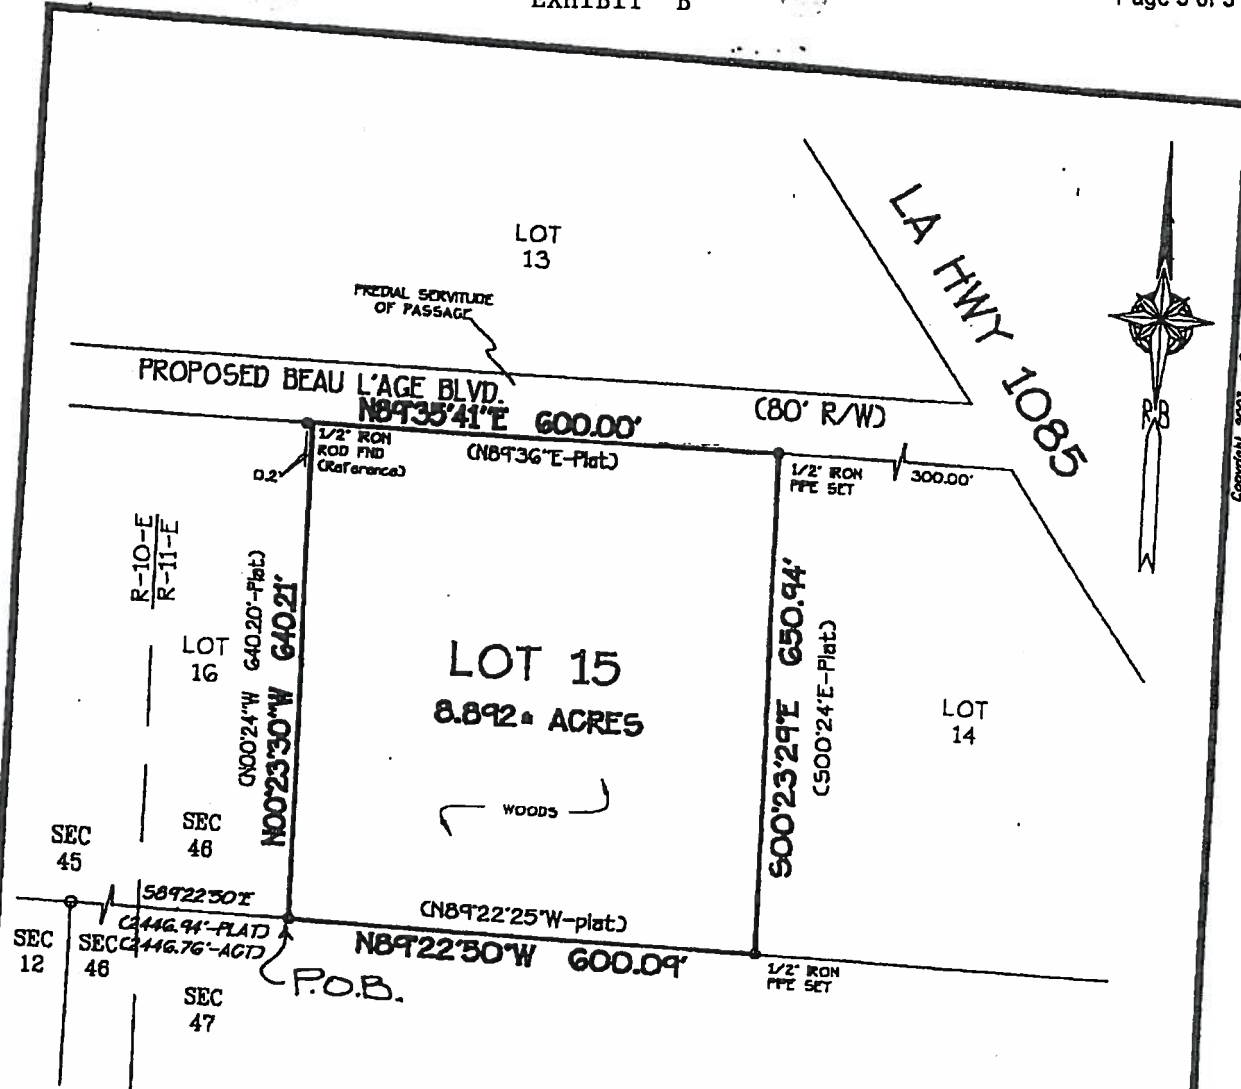 EXHIBIT "B"
Page 3 of 3
LA HWY 1085
LOT
13
PREDIAL SERVITUDE
OF PASSAGE
PROPOSED BEAU L'AGE BLVD.
(80' R/W)
N89°35'41"E 600.00'
(N89°36'E-Plat)
1/2" IRON
ROD FND
(Reference)
0.2'
1/2" IRON
PIPE SET
300.00'
R-10-E
R-11-E
LOT
16
(N00°24'W 640.20'-Plat)
N00°23'30"W 640.21'
LOT 15
8.892± ACRES
WOODS
S00°23'29"E 650.94'
(S00°24'E-Plat)
LOT
14
SEC
45
SEC
46
S89°22'50"E
(2446.94'-PLAT)
(2446.76'-ACT)
SEC
12
SEC
46
SEC
47
(N89°22'25"W-plat)
N89°22'50"W 600.09'
P.O.B.
1/2" IRON
PIPE SET
R-B
Copyright